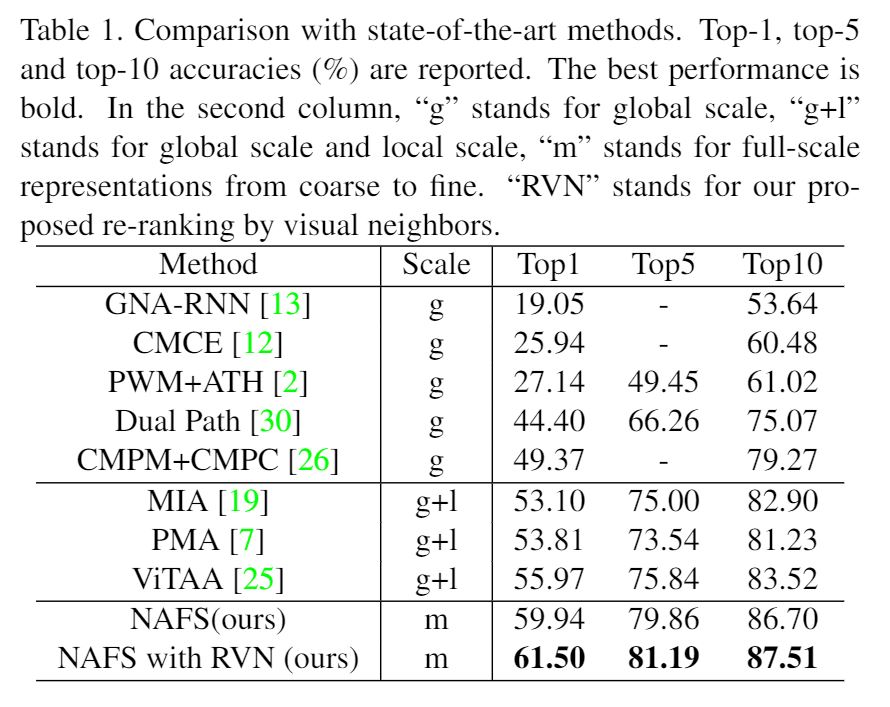 Table 1. Comparison with state-of-the-art methods. Top-1, top-5
and top-10 accuracies (%) are reported. The best performance is
bold. In the second column, “g” stands for global scale, “g+l”
stands for global scale and local scale, “m” stands for full-scale
representations from coarse to fine. “RVN” stands for our pro-
posed re-ranking by visual neighbors.
Method Scale Top1 Top5 Top10
GNA-RNN [13] g 19.05 - 53.64
CMCE [12] g 25.94 - 60.48
PWM+ATH [2] g 27.14 49.45 61.02
Dual Path [30] g 44.40 66.26 75.07
CMPM+CMPC [26] g 49.37 - 79.27
MIA [19] g+l 53.10 75.00 82.90
PMA [7] g+l 53.81 73.54 81.23
ViTAA [25] g+l 55.97 75.84 83.52
NAFS(ours) m 59.94 79.86 86.70
NAFS with RVN (ours) m 61.50 81.19 87.51